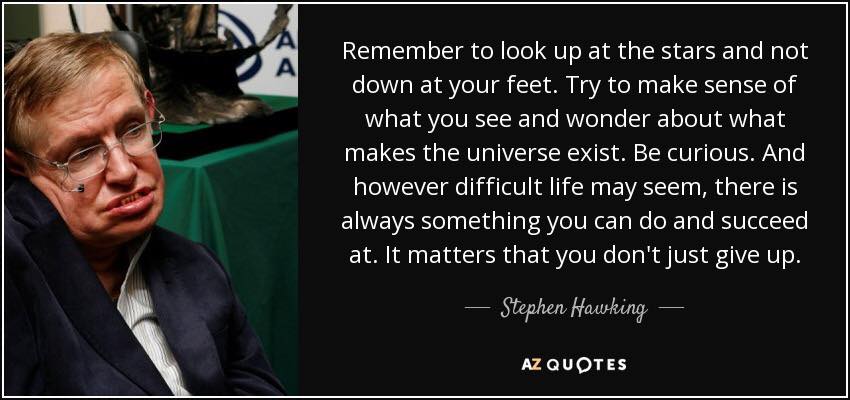 A
A
Remember to look up at the stars and not
down at your feet. Try to make sense of
what you see and wonder about what
makes the universe exist. Be curious. And
however difficult life may seem, there is
always something you can do and succeed
at. It matters that you don't just give up.
Stephen Hawking
AZ QUOTES